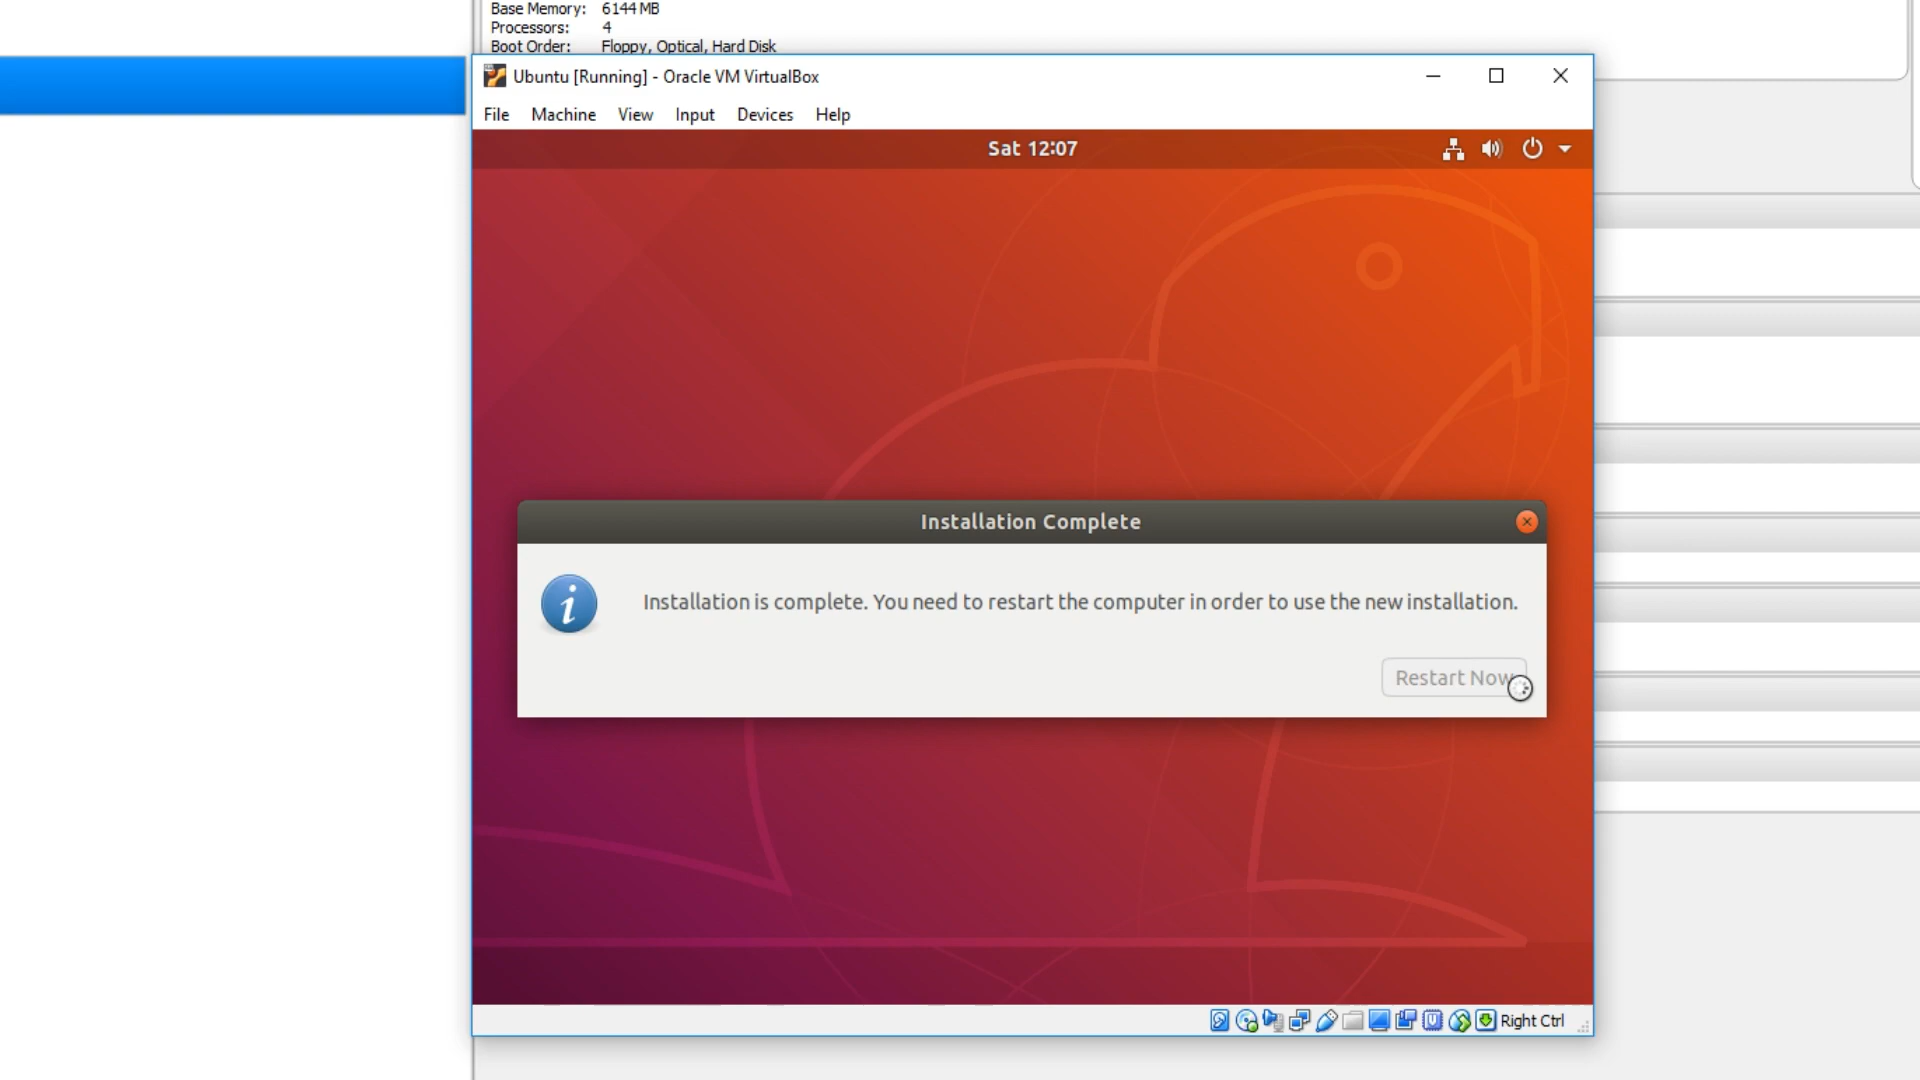 Base Memory: 6144 MB
Processors: 4
Boot Order: Floppy, Optical, Hard Disk
Ubuntu [Running] - Oracle VM VirtualBox
File Machine View Input Devices Help
Sat 12:07
Installation Complete
Installation is complete. You need to restart the computer in order to use the new installation.
Restart Now
Right Ctrl